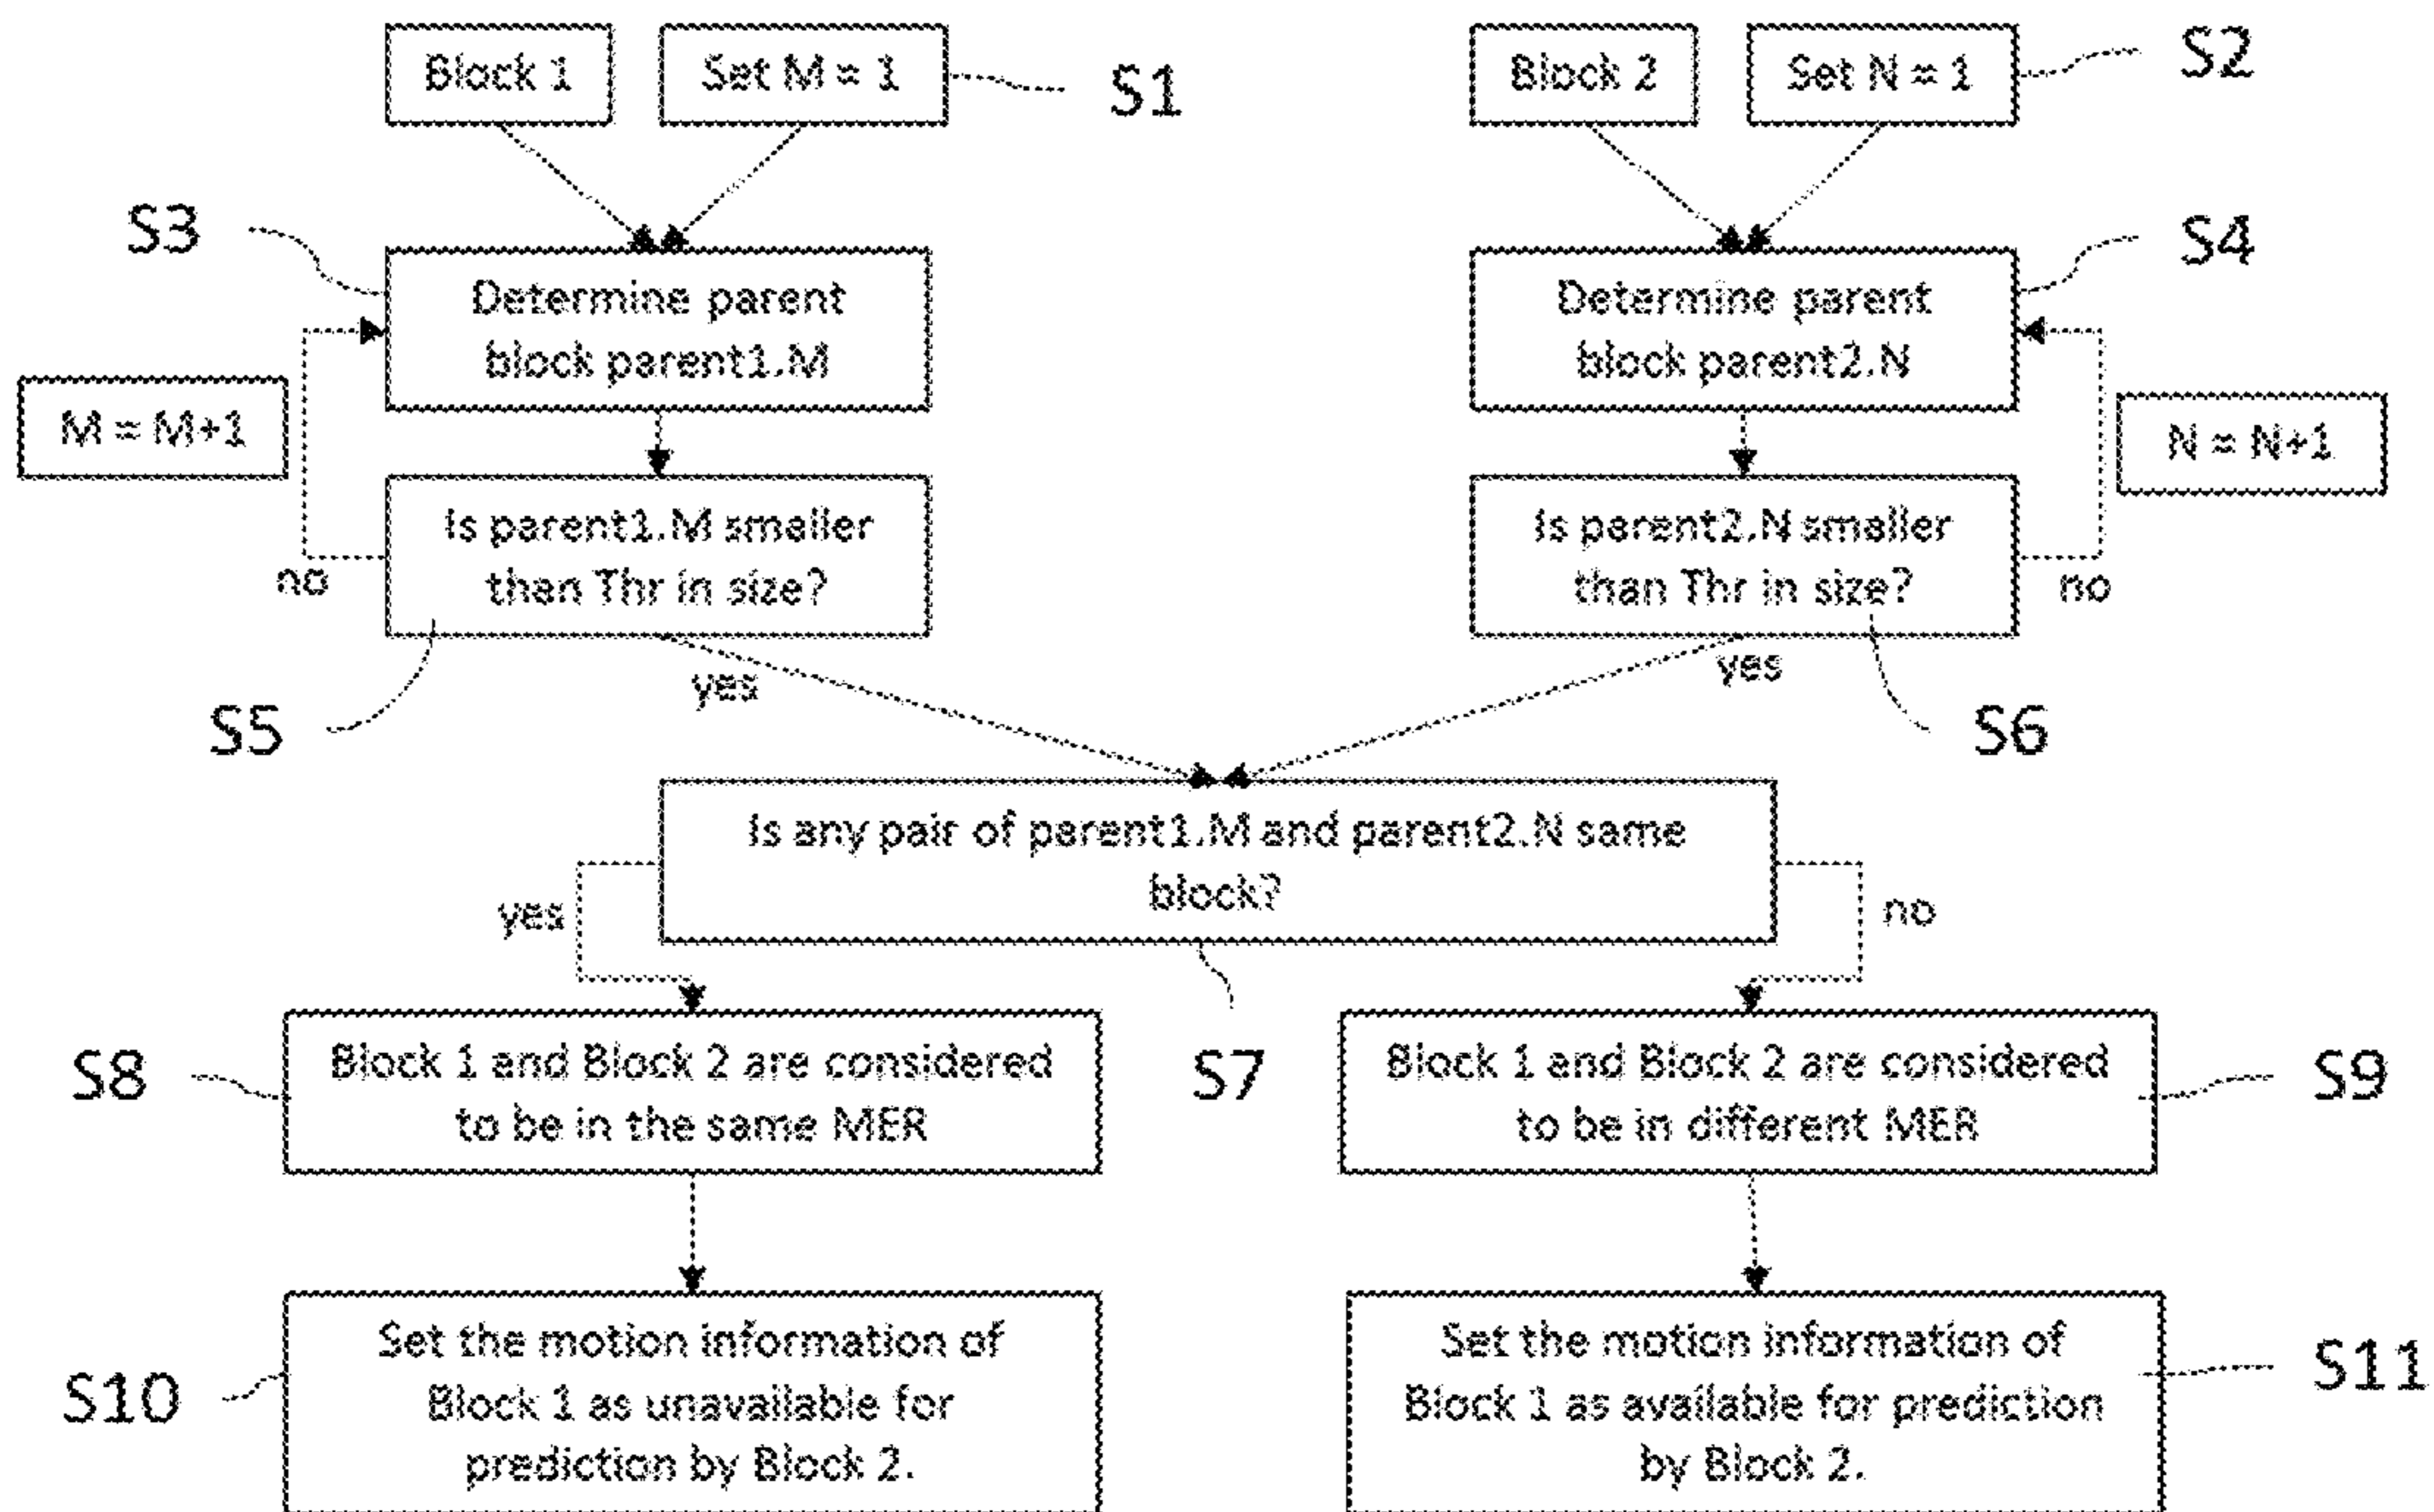 Block 1
Set M = 1
S1
Block 2
Set N = 1
S2
S3
Determine parent
block parent1.M
S4
Determine parent
block parent2.N
M = M+1
N = N+1
Is parent1.M smaller
than Thr in size?
no
Is parent2.N smaller
than Thr in size?
no
yes
yes
S5
S6
Is any pair of parent1.M and parent2.N same
block?
yes
no
S7
S8
Block 1 and Block 2 are considered
to be in the same MER
S9
Block 1 and Block 2 are considered
to be in different MER
S10
Set the motion information of
Block 1 as unavailable for
prediction by Block 2.
S11
Set the motion information of
Block 1 as available for prediction
by Block 2.